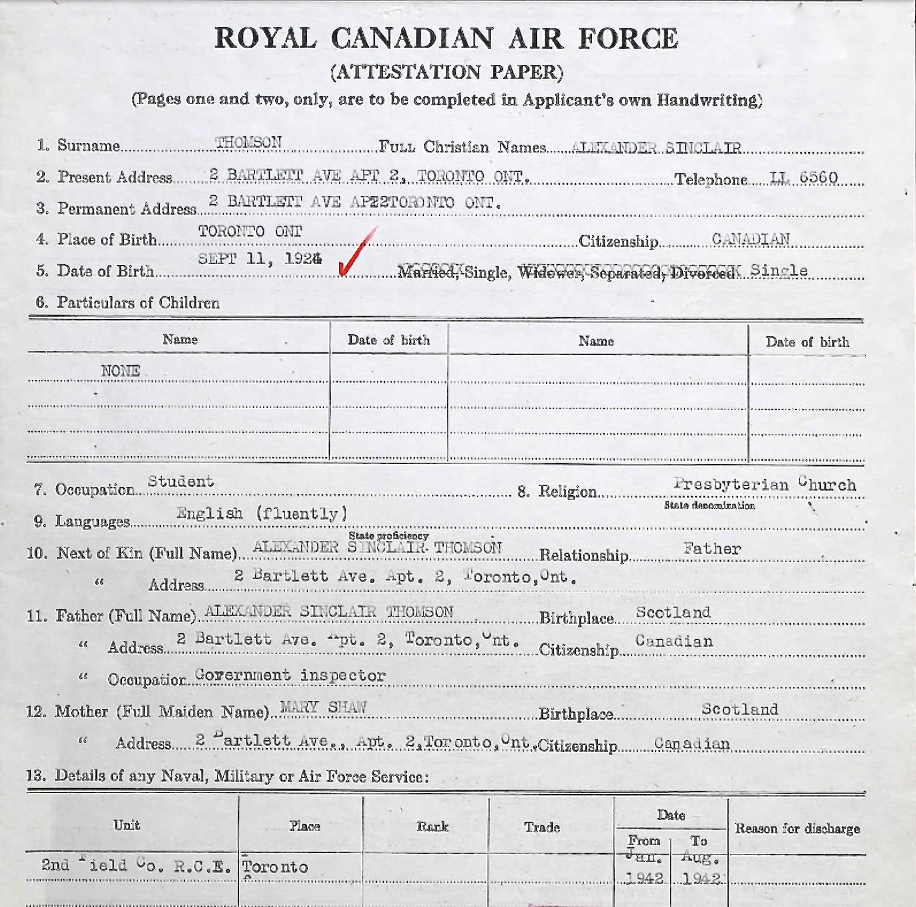 ROYAL CANADIAN AIR FORCE
(ATTESTATION PAPER)
(Pages one and two, only, are to be completed in Applicant's own Handwriting)
1. Surname THOMSON Full Christian Names ALEXANDER SINCLAIR
2. Present Address 2 BARTLETT AVE APT 2, TORONTO ONT. Telephone LL 6560
3. Permanent Address 2 BARTLETT AVE TORONTO ONT.
4. Place of Birth TORONTO ONT Citizenship CANADIAN
5. Date of Birth SEPT 11, Married, Single, Widower, Separated, Divorced Single
6. Particulars of Children
Name Date of birth Name Date of birth
NONE
7. Occupation Student 8. Religion Presbyterian Church
State denomination
9. Languages English (fluently)
State proficiency
10. Next of Kin (Full Name) ALEXANDER SINCLAIR THOMSON Relationship Father
" Address 2 Bartlett Ave. Apt. 2, Toronto,Ont.
11. Father (Full Name) ALEXANDER SINCLAIR THOMSON Birthplace Scotland
" Address 2 Bartlett Ave. Apt. 2, Toronto,Ont. Citizenship Canadian
" Occupation Government inspector
12. Mother (Full Maiden Name) MARY SHAW Birthplace Scotland
" Address 2 Bartlett Ave., Apt. 2,Toronto,Ont. Citizenship Canadian
13. Details of any Naval, Military or Air Force Service:
Unit Place Rank Trade Date Reason for discharge
From To
2nd Field Co. R.C.E. Toronto Jan. 1942 Aug. 1942